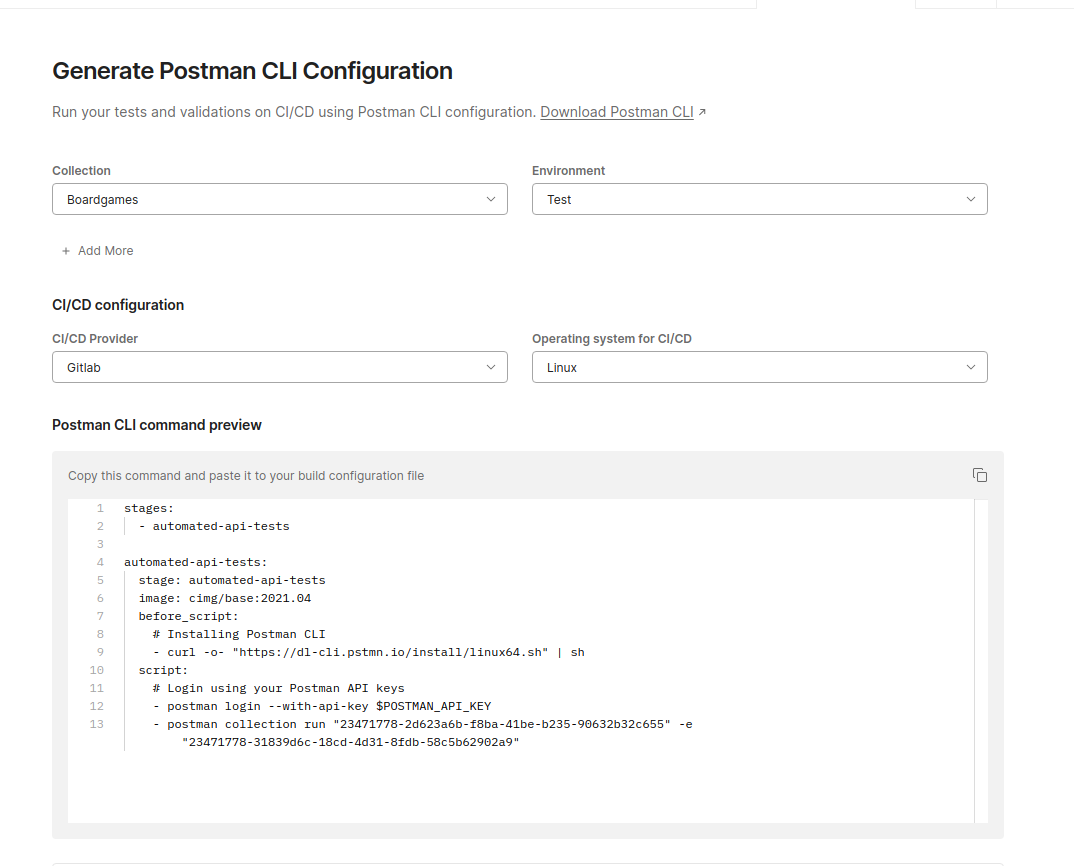 Generate Postman CLI Configuration
Run your tests and validations on CI/CD using Postman CLI configuration. Download Postman CLI ↗
Collection
Environment
Boardgames
Test
+ Add More
CI/CD configuration
CI/CD Provider
Operating system for CI/CD
Gitlab
Linux
Postman CLI command preview
Copy this command and paste it to your build configuration file
1 stages:
2   - automated-api-tests
3
4 automated-api-tests:
5   stage: automated-api-tests
6   image: cimg/base:2021.04
7   before_script:
8     # Installing Postman CLI
9     - curl -o- "https://dl-cli.pstmn.io/install/linux64.sh" | sh
10   script:
11     # Login using your Postman API keys
12     - postman login --with-api-key $POSTMAN_API_KEY
13     - postman collection run "23471778-2d623a6b-f8ba-41be-b235-90632b32c655" -e
"23471778-31839d6c-18cd-4d31-8fdb-58c5b62902a9"